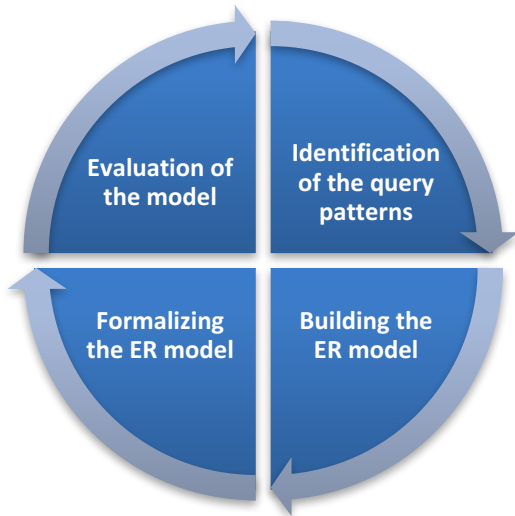 Evaluation of
the model
Identification
of the query
patterns
Formalizing
the ER model
Building the
ER model